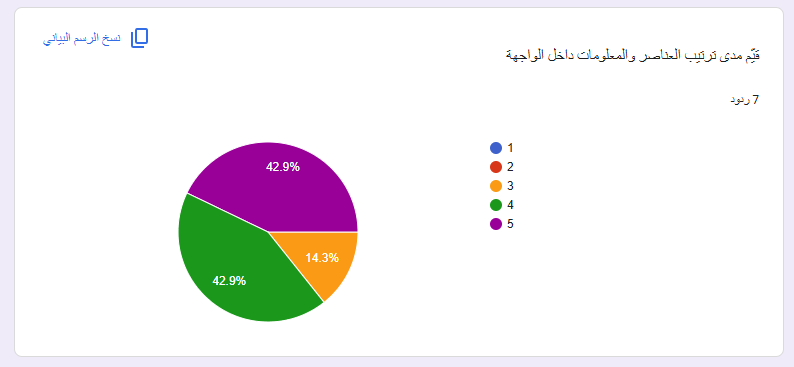 نسخ الرسم البياني
قيّم مدى ترتيب العناصر والمعلومات داخل الواجهة
7 ردود
42.9%
14.3%
42.9%
1
2
3
4
5